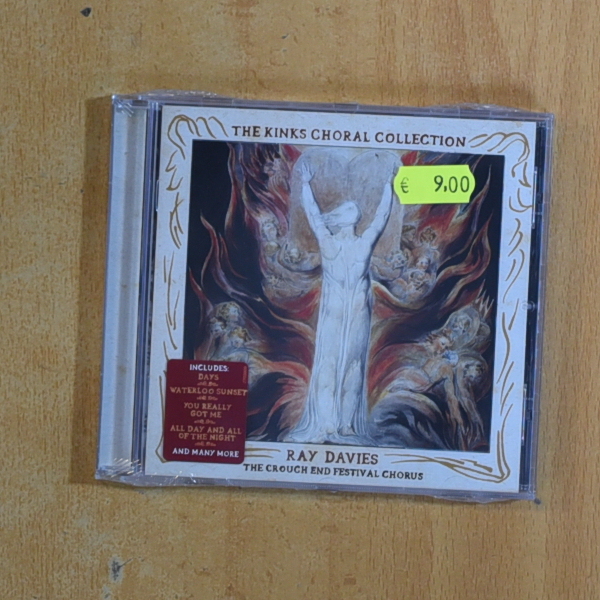 THE KINKS CHORAL COLLECTION
€ 9,00
INCLUDES:
DAYS
WATERLOO SUNSET
YOU REALLY
GOT ME
ALL DAY AND ALL
OF THE NIGHT
AND MANY MORE
RAY DAVIES
THE CROUCH END FESTIVAL CHORUS